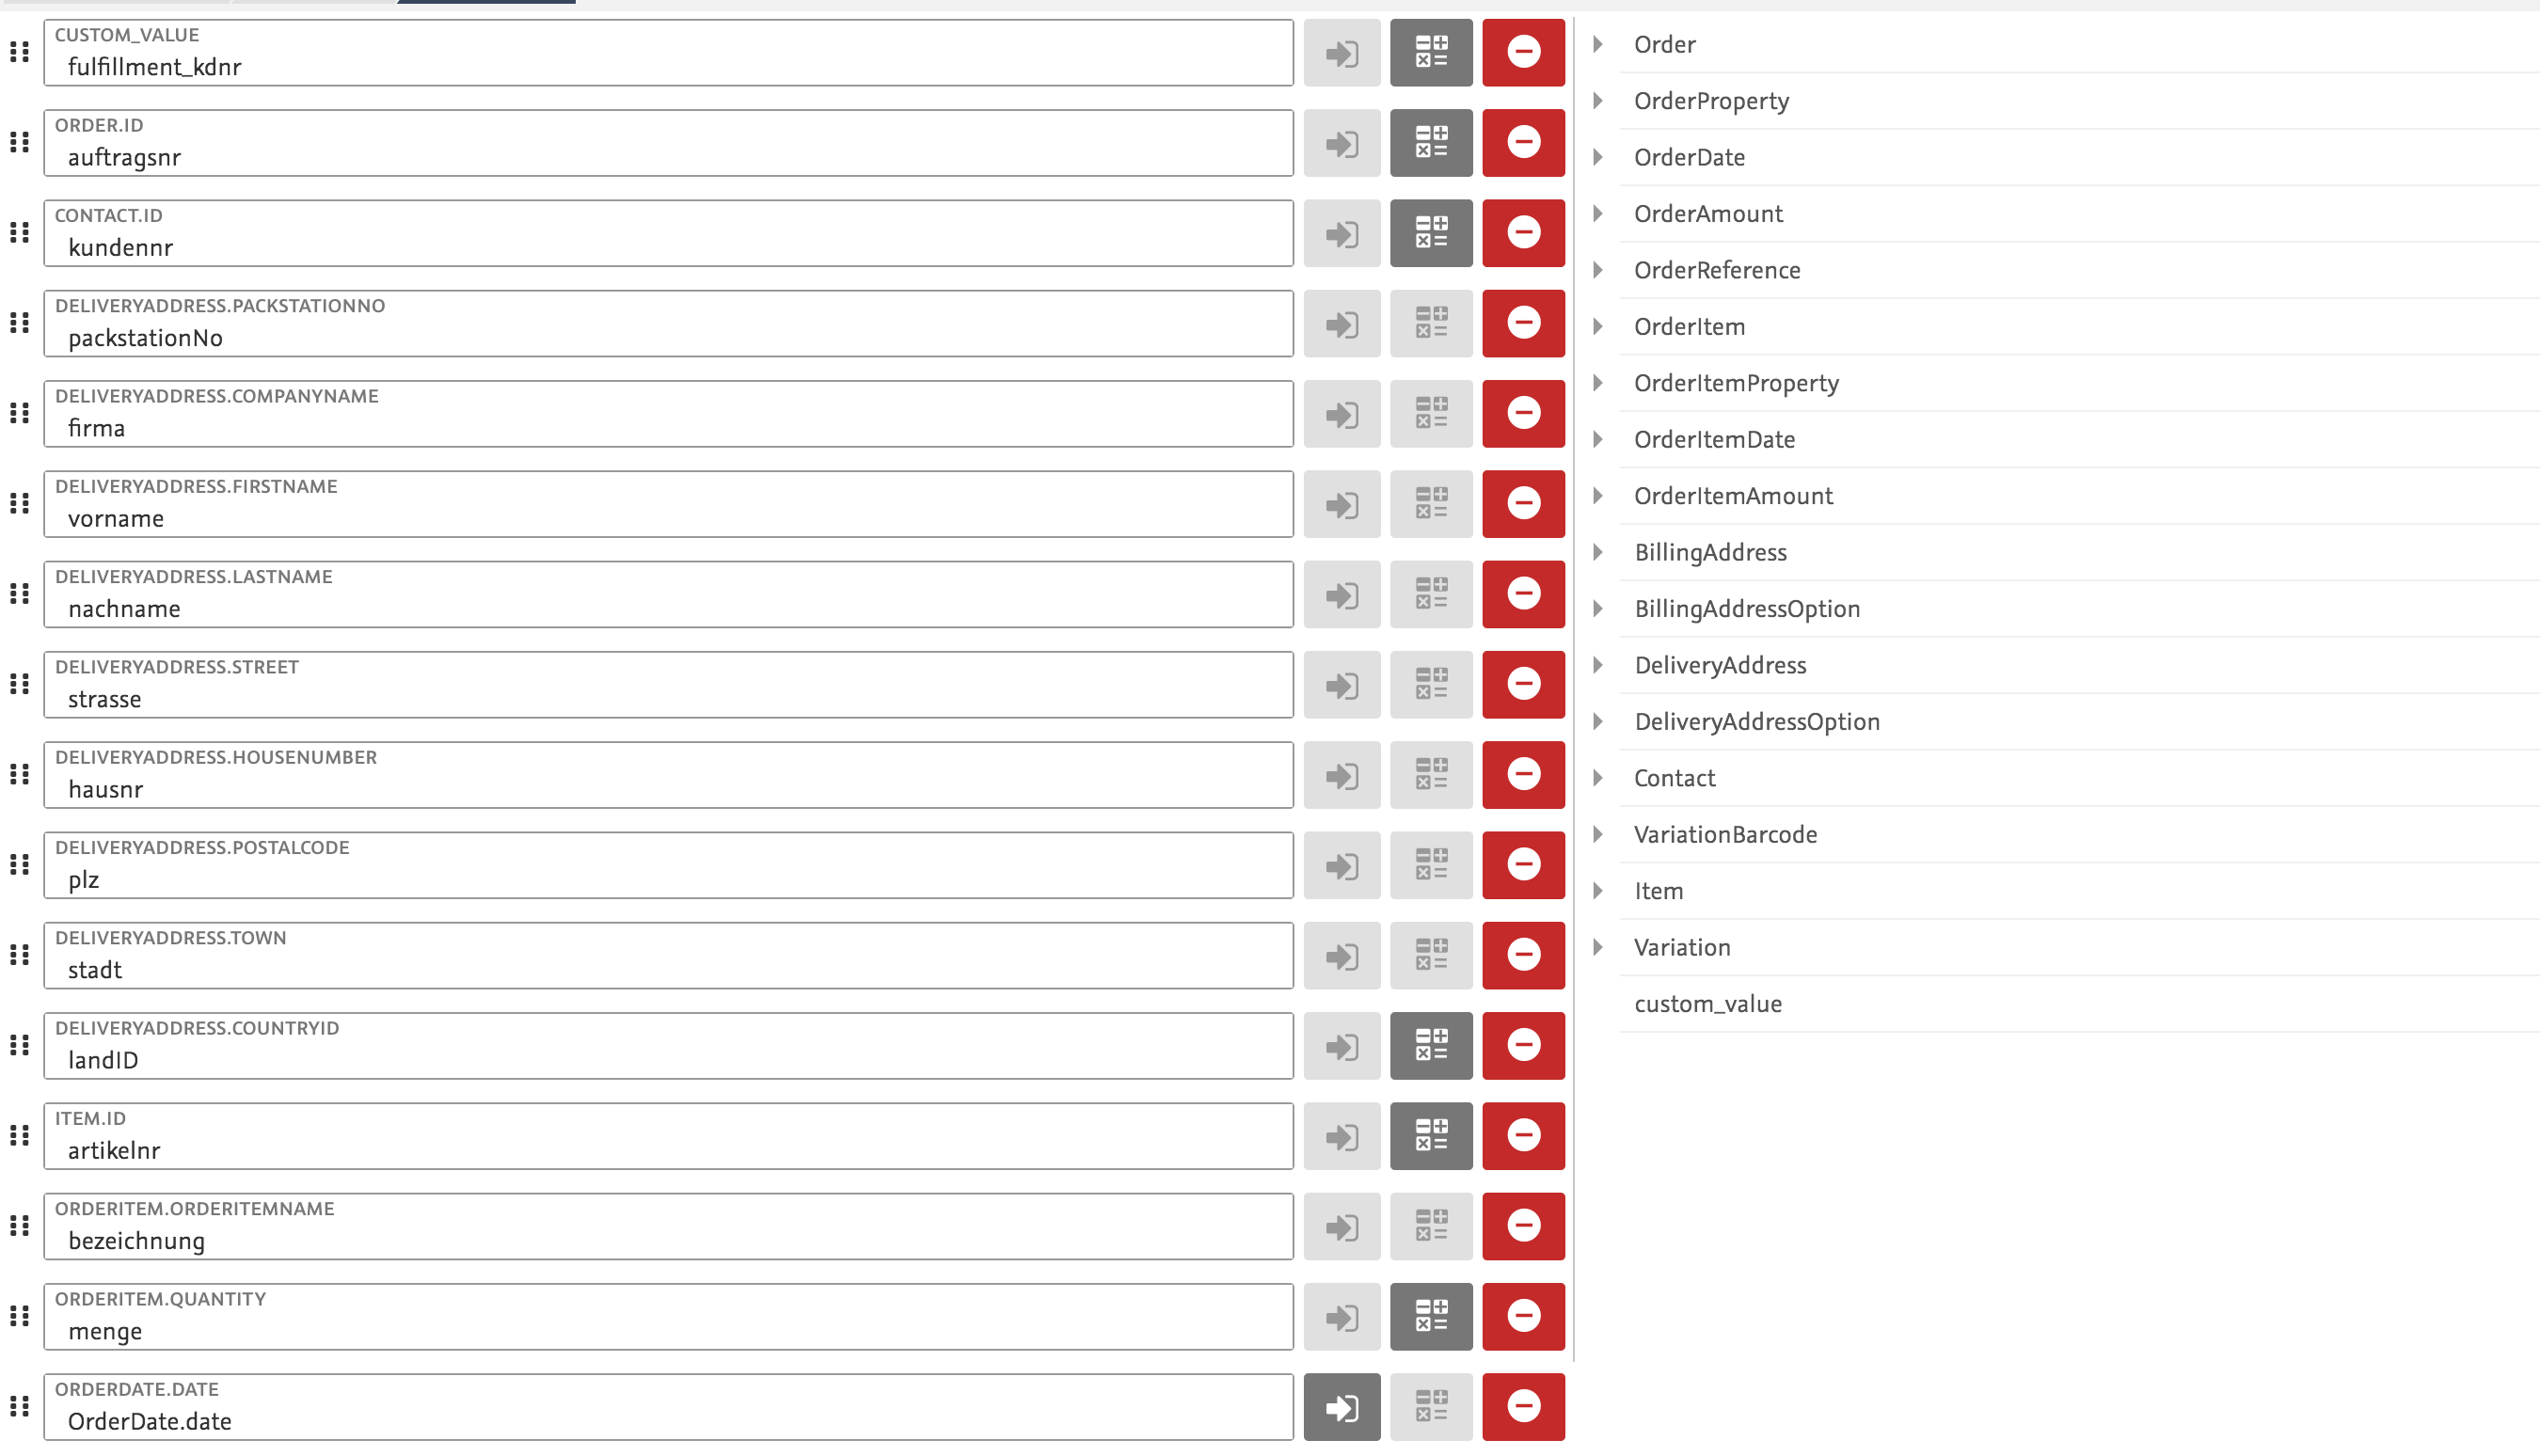 CUSTOM_VALUE
fulfillment_kdnr
ORDER.ID
auftragsnr
CONTACT.ID
kundennr
DELIVERYADDRESS.PACKSTATIONNO
packstationNo
DELIVERYADDRESS.COMPANYNAME
firma
DELIVERYADDRESS.FIRSTNAME
vorname
DELIVERYADDRESS.LASTNAME
nachname
DELIVERYADDRESS.STREET
strasse
DELIVERYADDRESS.HOUSENUMBER
hausnr
DELIVERYADDRESS.POSTALCODE
plz
DELIVERYADDRESS.TOWN
stadt
DELIVERYADDRESS.COUNTRYID
landID
ITEM.ID
artikelnr
ORDERITEM.ORDERITEMNAME
bezeichnung
ORDERITEM.QUANTITY
menge
ORDERDATE.DATE
OrderDate.date
Order
OrderProperty
OrderDate
OrderAmount
OrderReference
OrderItem
OrderItemProperty
OrderItemDate
OrderItemAmount
BillingAddress
BillingAddressOption
DeliveryAddress
DeliveryAddressOption
Contact
VariationBarcode
Item
Variation
custom_value